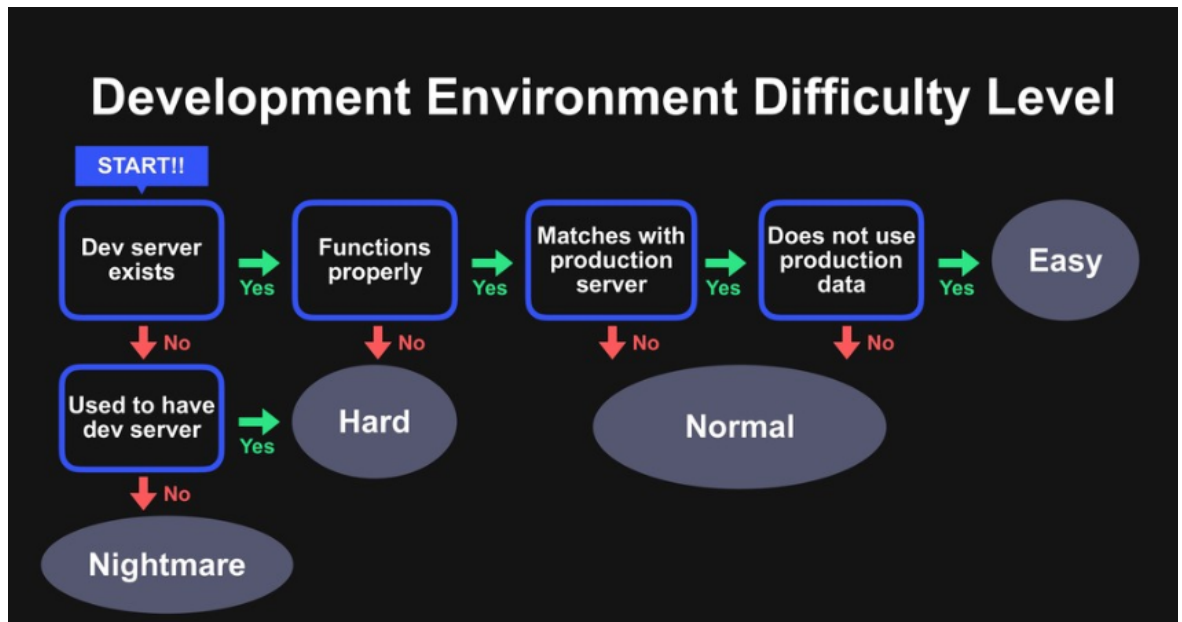 Development Environment Difficulty Level
START!!
Dev server
exists
Yes
Functions
properly
Yes
Matches with
production
server
Yes
Does not use
production
data
Yes
Easy
No
No
No
No
Used to have
dev server
Yes
Hard
Normal
No
Nightmare